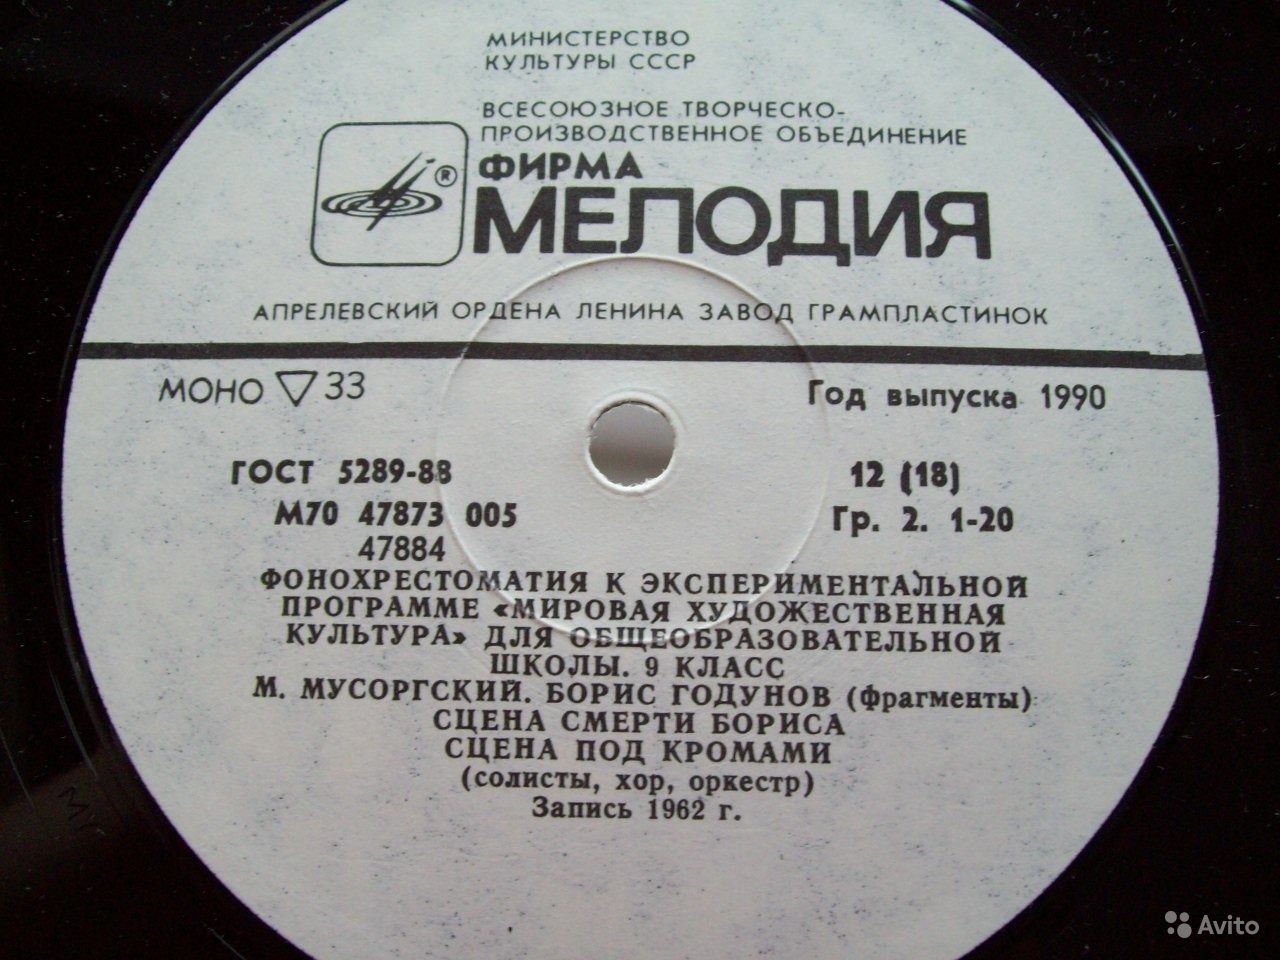 МИНИСТЕРСТВО
КУЛЬТУРЫ СССР
ВСЕСОЮЗНОЕ ТВОРЧЕСКО-
ПРОИЗВОДСТВЕННОЕ ОБЪЕДИНЕНИЕ
®
ФИРМА
МЕЛОДИЯ
АПРЕЛЕВСКИЙ ОРДЕНА ЛЕНИНА ЗАВОД ГРАМПЛАСТИНОК
МОНО ▽ 33
Год выпуска 1990
ГОСТ 5289-88
12 (18)
М70 47873 005
Гр. 2. 1-20
47884
ФОНОХРЕСТОМАТИЯ К ЭКСПЕРИМЕНТАЛЬНОЙ
ПРОГРАММЕ «МИРОВАЯ ХУДОЖЕСТВЕННАЯ
КУЛЬТУРА» ДЛЯ ОБЩЕОБРАЗОВАТЕЛЬНОЙ
ШКОЛЫ. 9 КЛАСС
М. МУСОРГСКИЙ. БОРИС ГОДУНОВ (фрагменты)
СЦЕНА СМЕРТИ БОРИСА
СЦЕНА ПОД КРОМАМИ
(солисты, хор, оркестр)
Запись 1962 г.
Avito